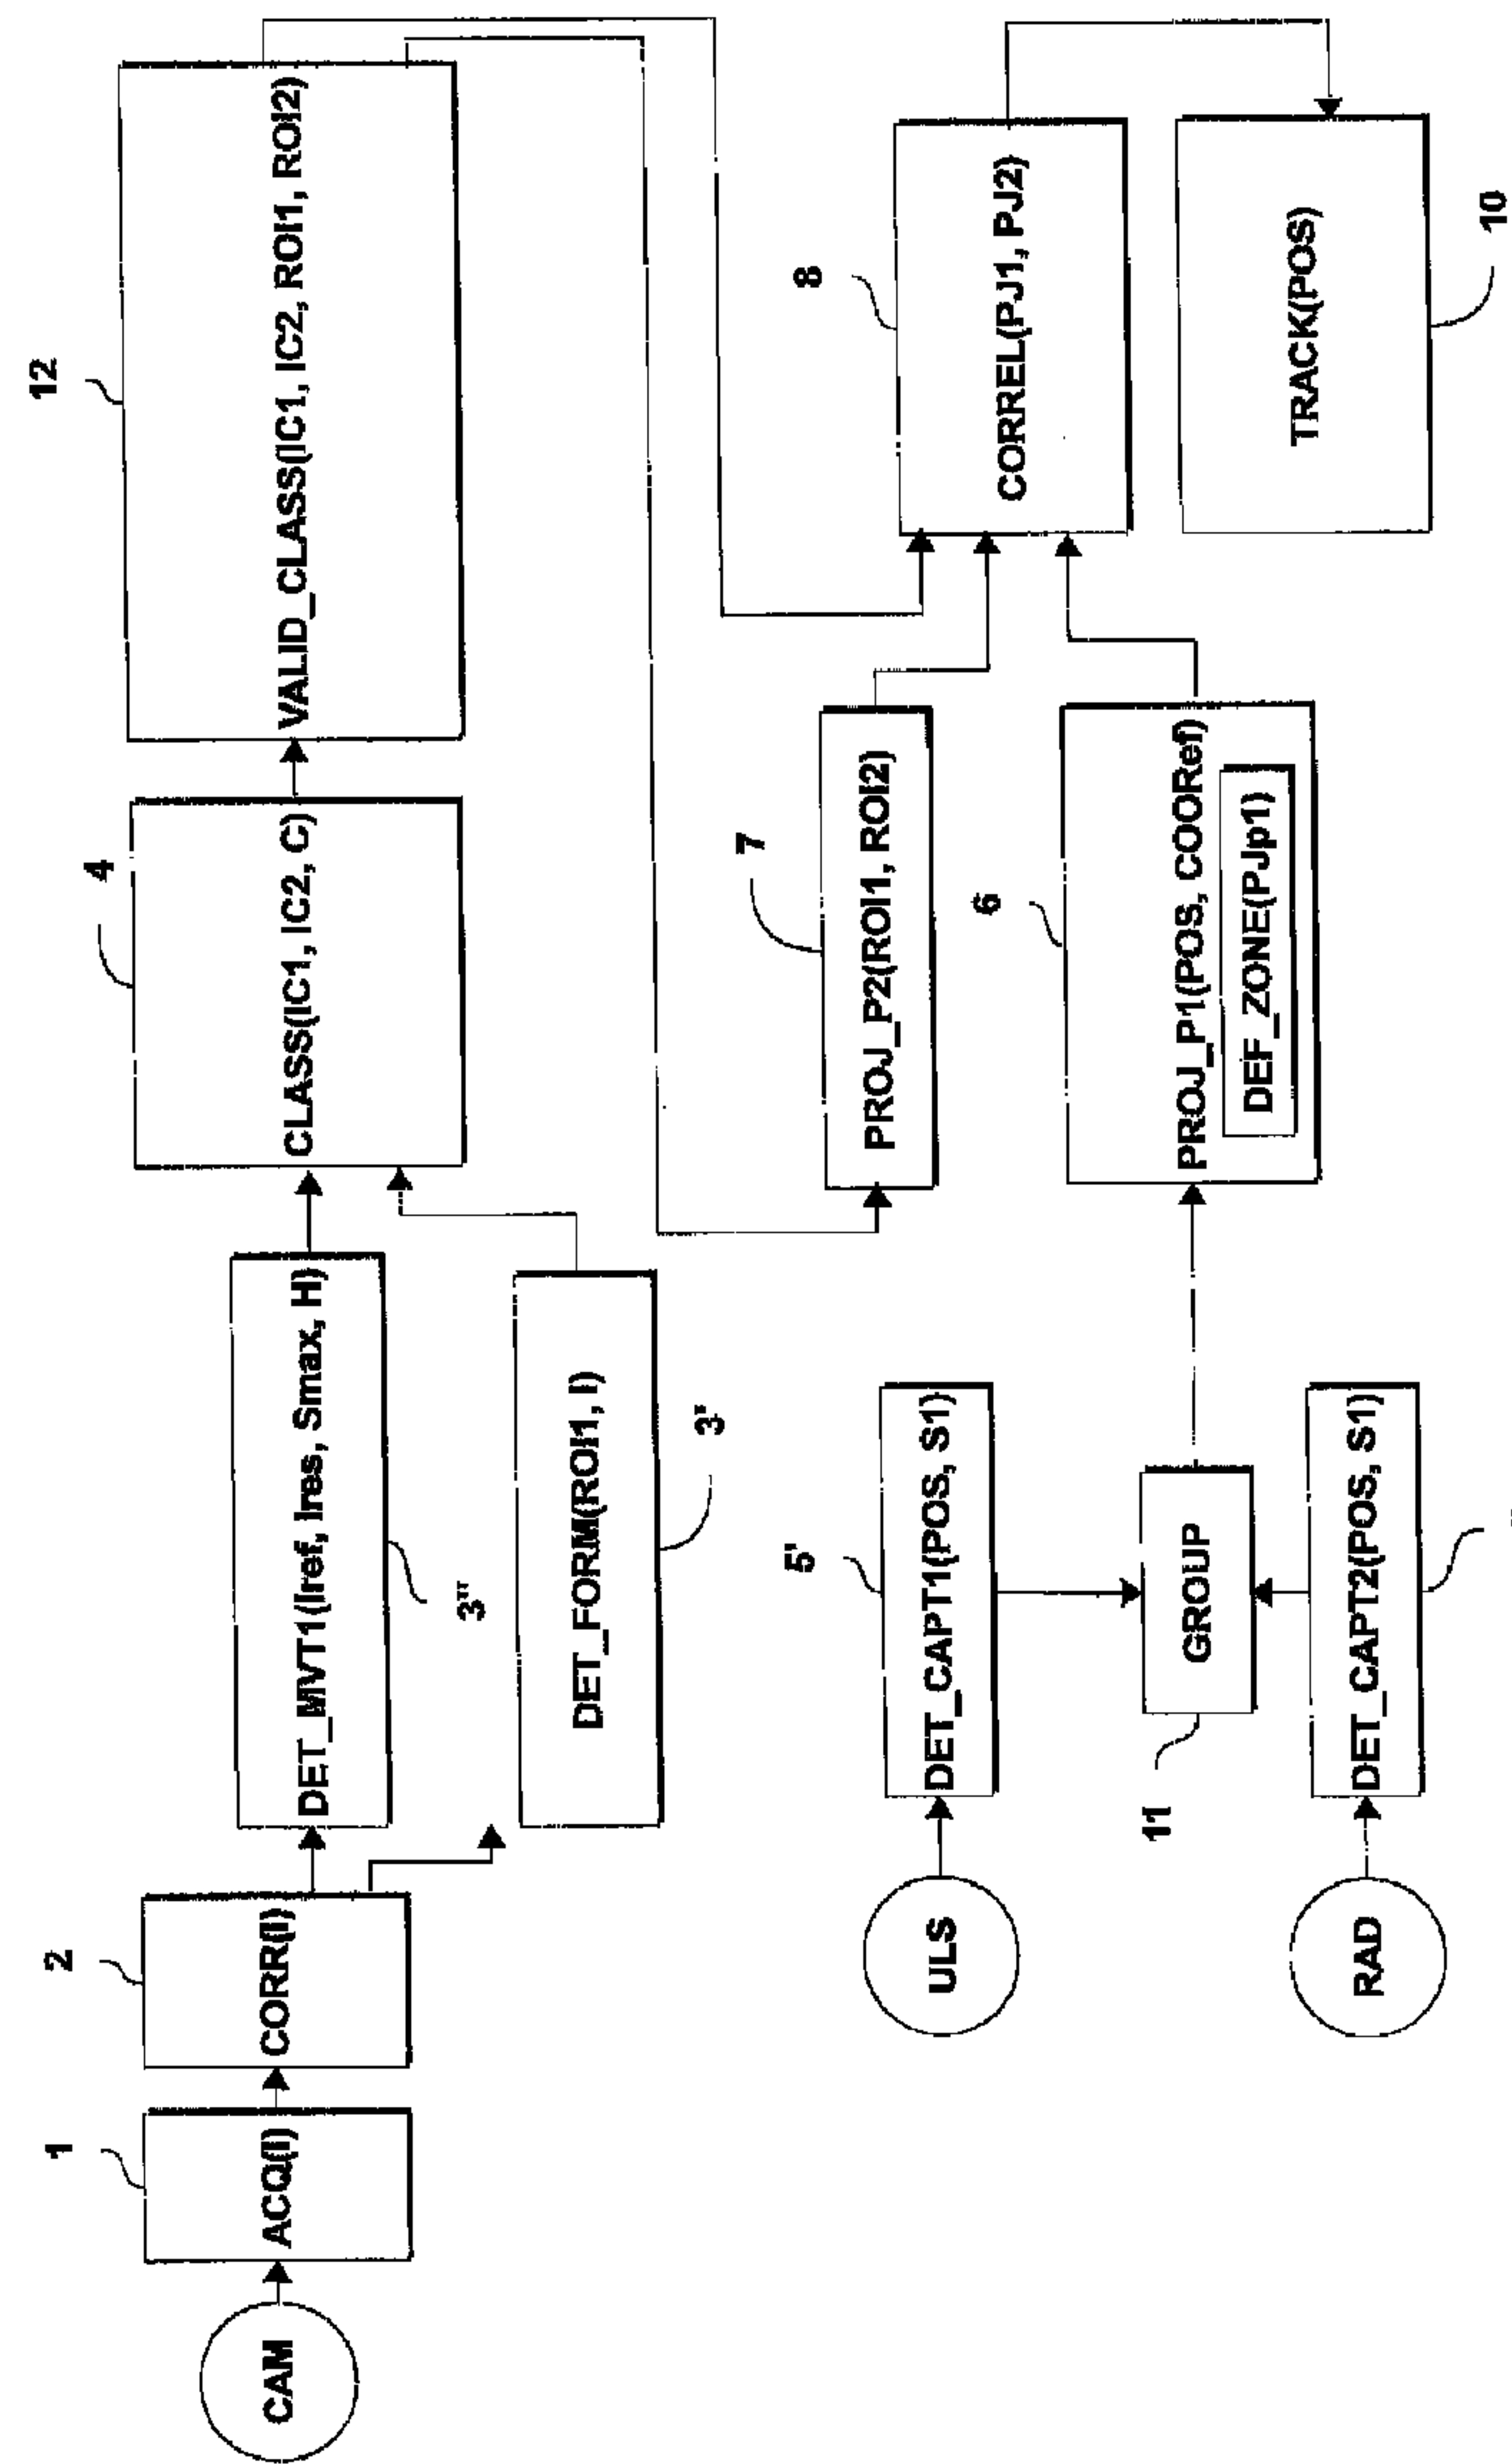 CAM
1
ACQ(I)
2
CORR(I)
DET_MVT1(Iref, Ires, Smax, H)
3''
DET_FORM(ROI1, I)
3'
4
CLASS(IC1, IC2, C)
12
VALID_CLASS(IC1, IC2, ROI1, ROI2)
7
PROJ_P2(ROI1, ROI2)
8
CORREL(PJ1, PJ2)
ULS
5'
DET_CAPT1(POS, S1)
11
GROUP
6
PROJ_P1(POS, COORef)
DEF_ZONE(PJp1)
TRACK(POS)
10
RAD
DET_CAPT2(POS, S1)